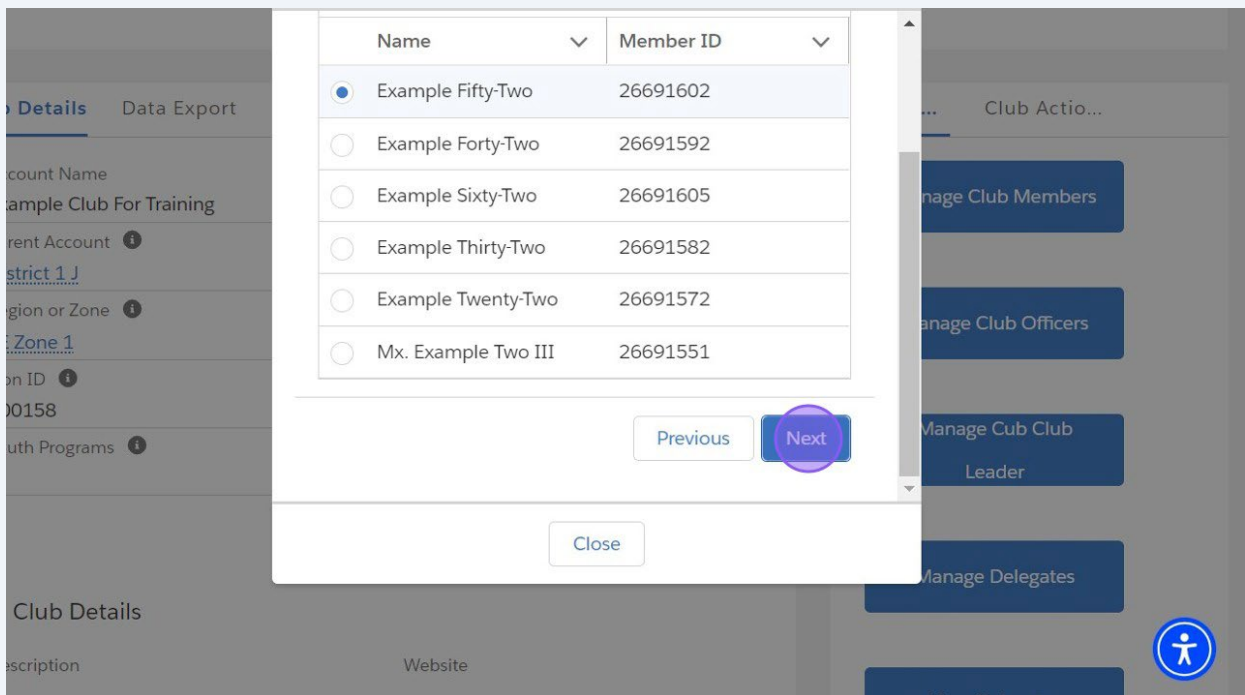 Name Member ID
Example Fifty-Two 26691602
Example Forty-Two 26691592
Example Sixty-Two 26691605
Example Thirty-Two 26691582
Example Twenty-Two 26691572
Mx. Example Two III 26691551
Previous Next
Close
Details Data Export
count Name
ample Club For Training
rent Account
strict 1 J
gion or Zone
Zone 1
on ID
00158
uth Programs
Club Details
escription Website
... Club Actio...
nage Club Members
anage Club Officers
Manage Cub Club
Leader
Manage Delegates